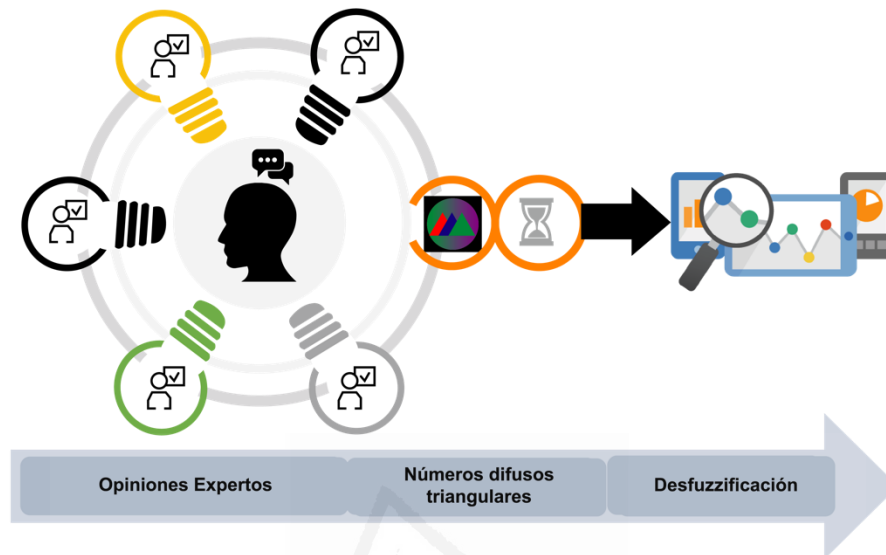 Opiniones Expertos
Números difusos
triangulares
Desfuzzificación